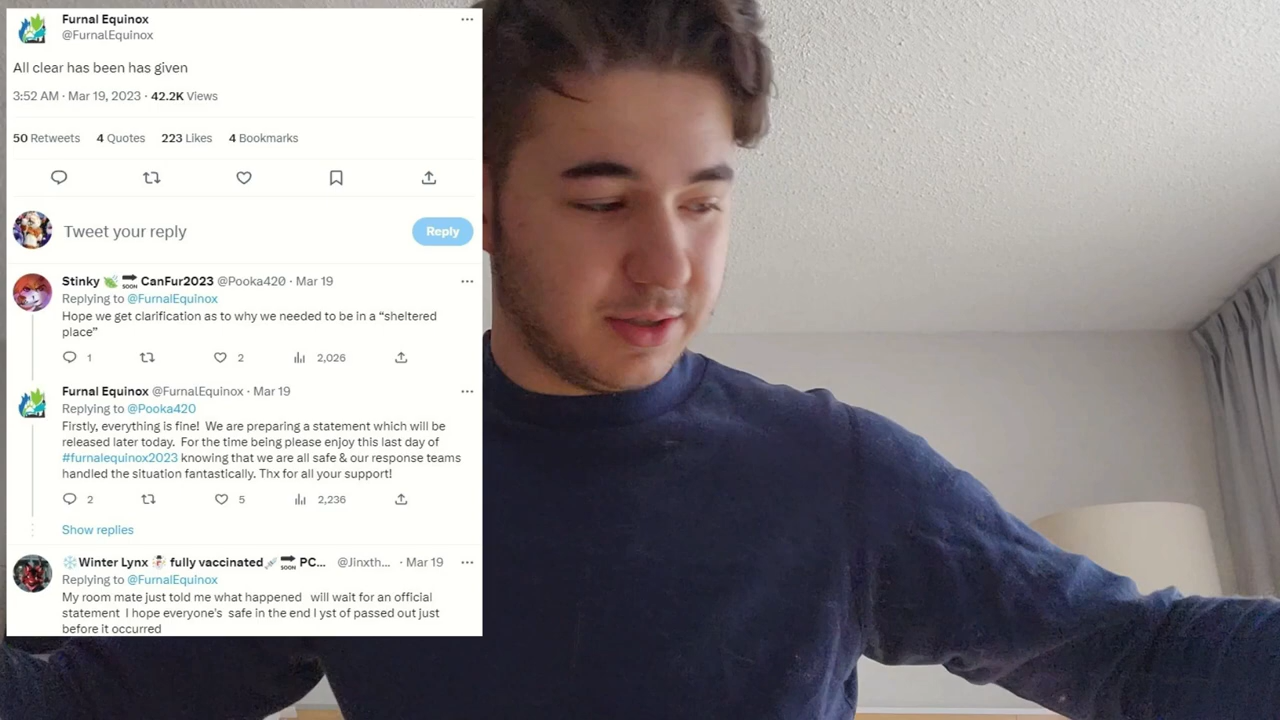 Furnal Equinox
@FurnalEquinox
All clear has been has given
3:52 AM · Mar 19, 2023 · 42.2K Views
50 Retweets 4 Quotes 223 Likes 4 Bookmarks
Tweet your reply
Reply
Stinky 🍃 🔜 CanFur2023 @Pooka420 · Mar 19
Replying to @FurnalEquinox
Hope we get clarification as to why we needed to be in a “sheltered
place”
1 2 2,026
Furnal Equinox @FurnalEquinox · Mar 19
Replying to @Pooka420
Firstly, everything is fine! We are preparing a statement which will be
released later today. For the time being please enjoy this last day of
#furnalequinox2023 knowing that we are all safe & our response teams
handled the situation fantastically. Thx for all your support!
2 5 2,236
Show replies
❄️Winter Lynx ☃️ fully vaccinated💉 🔜 PC... @Jinxth... · Mar 19
Replying to @FurnalEquinox
My room mate just told me what happened will wait for an official
statement I hope everyone's safe in the end I yst of passed out just
before it occurred